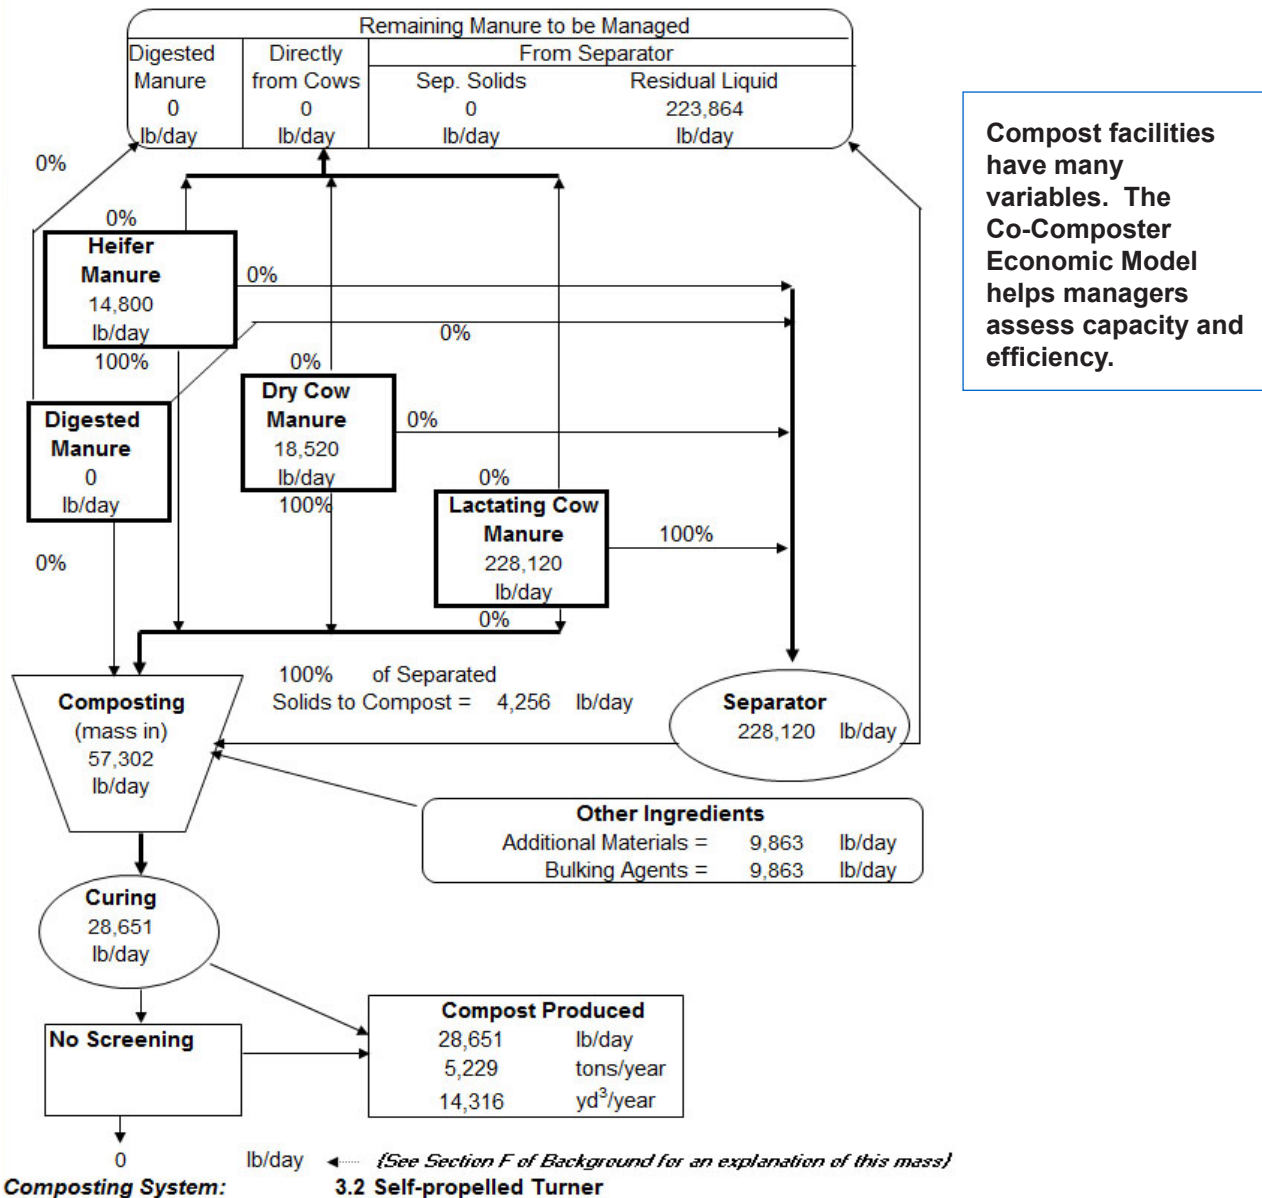 Remaining Manure to be Managed
Digested Manure
0
lb/day
Directly from Cows
0
lb/day
From Separator
Sep. Solids
0
lb/day
Residual Liquid
223,864
lb/day
0%
0%
Heifer
Manure
14,800
lb/day
100%
0%
0%
0%
Dry Cow
Manure
18,520
lb/day
100%
0%
Digested
Manure
0
lb/day
0%
0%
Lactating Cow
Manure
228,120
lb/day
100%
0%
Composting
(mass in)
57,302
lb/day
100% of Separated
Solids to Compost = 4,256 lb/day
Separator
228,120 lb/day
Other Ingredients
Additional Materials = 9,863 lb/day
Bulking Agents = 9,863 lb/day
Curing
28,651
lb/day
No Screening
Compost Produced
28,651 lb/day
5,229 tons/year
14,316 yd³/year
0 lb/day {See Section F of Background for an explanation of this mass}
Composting System: 3.2 Self-propelled Turner
Compost facilities
have many
variables. The
Co-Composter
Economic Model
helps managers
assess capacity and
efficiency.